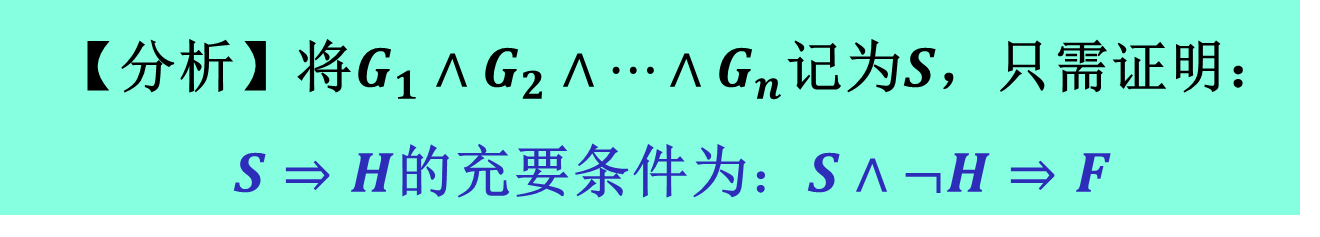 【分析】将G₁ ∧ G₂ ∧ ⋯ ∧ Gₙ记为S，只需证明：
S ⇒ H的充要条件为：S ∧ ¬H ⇒ F